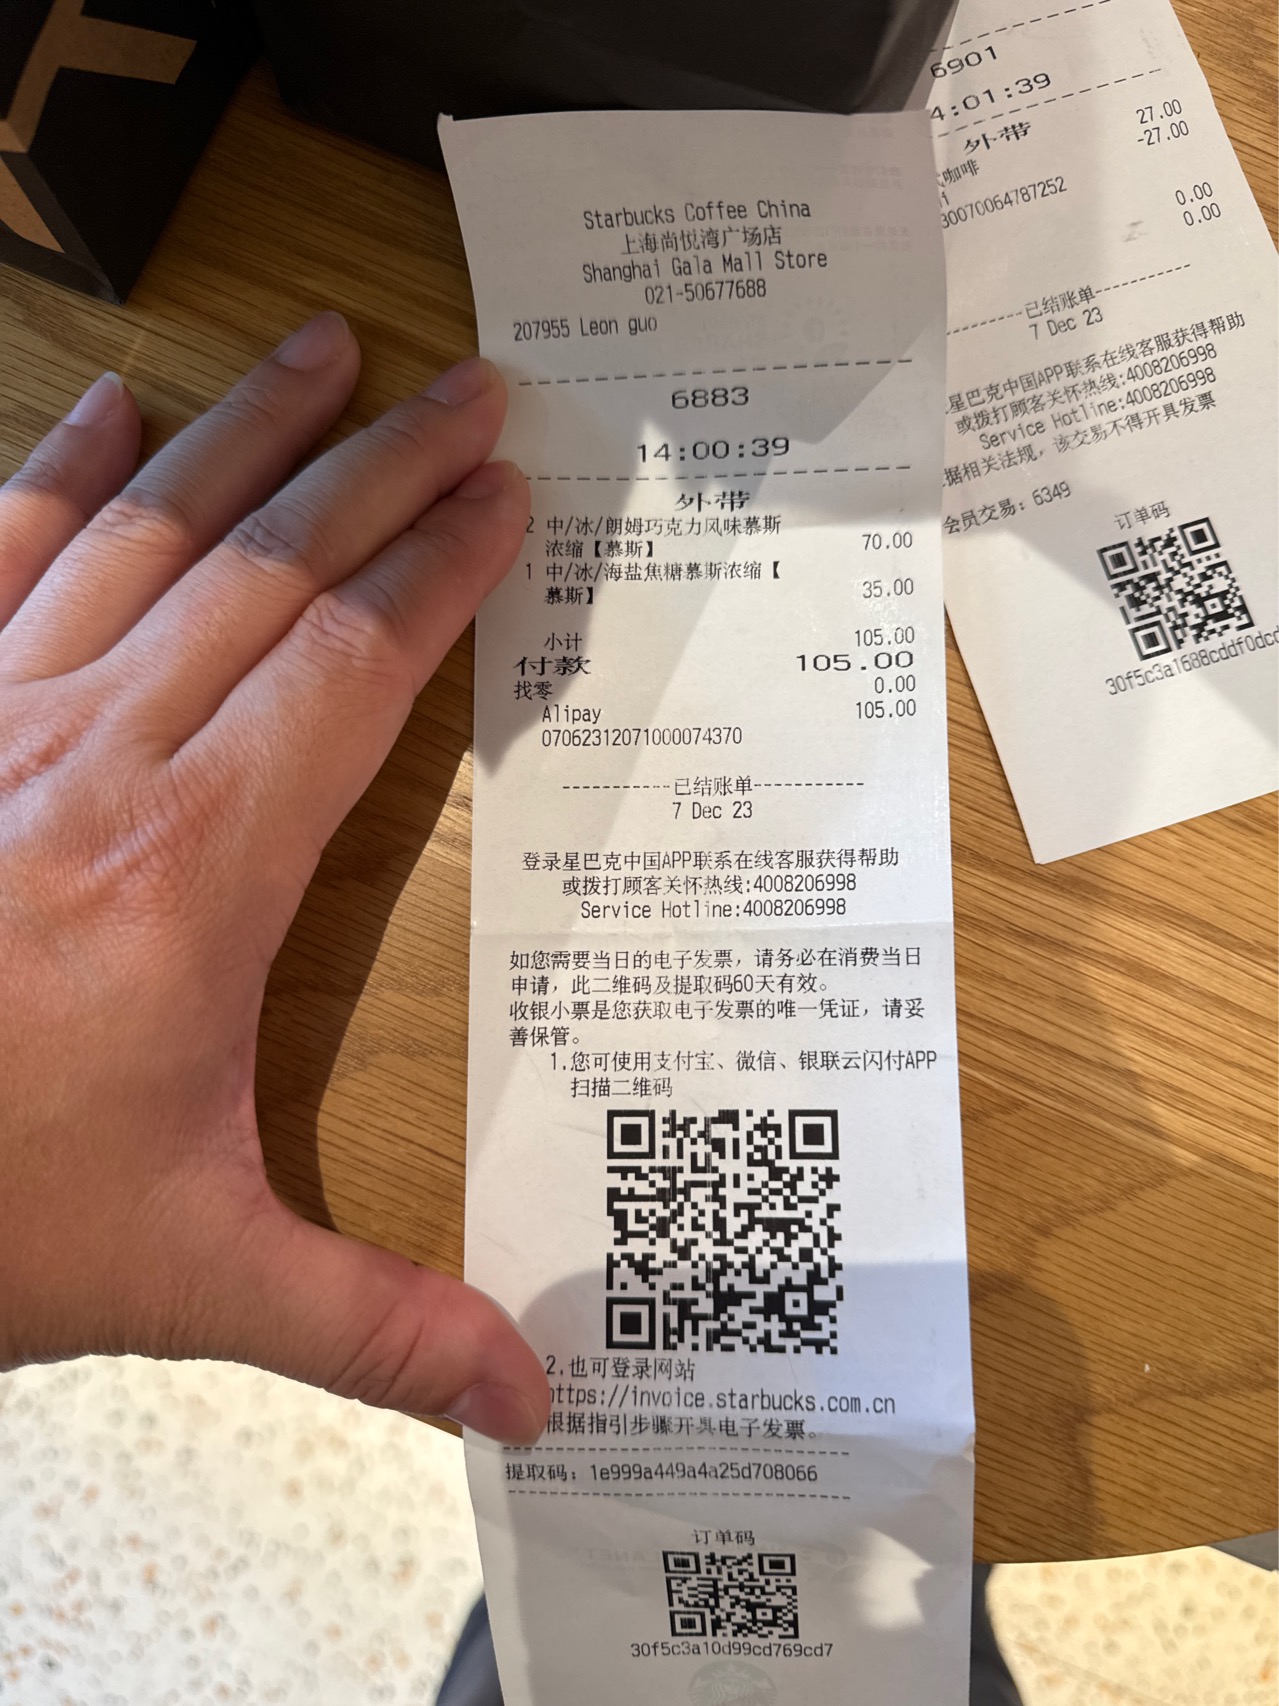 Starbucks Coffee China
上海尚悦湾广场店
Shanghai Gala Mall Store
021-50677688
207955 Leon guo
6883
14:00:39
外带
2 中/冰/朗姆巧克力风味慕斯
浓缩【慕斯】 70.00
1 中/冰/海盐焦糖慕斯浓缩【
慕斯】 35.00
小计 105.00
付款 105.00
找零 0.00
Alipay 105.00
07062312071000074370
-----------已结账单-----------
7 Dec 23
登录星巴克中国APP联系在线客服获得帮助
或拨打顾客关怀热线:4008206998
Service Hotline:4008206998
如您需要当日的电子发票，请务必在消费当日
申请，此二维码及提取码60天有效。
收银小票是您获取电子发票的唯一凭证，请妥
善保管。
1.您可使用支付宝、微信、银联云闪付APP
扫描二维码
2.也可登录网站
https://invoice.starbucks.com.cn
根据指引步骤开具电子发票。
提取码：1e999a449a4a25d708066
订单码
30f5c3a10d99cd769cd7
6901
4:01:39
外带
27.00
咖啡 -27.00
30070064787252
0.00
0.00
-----------已结账单-----------
7 Dec 23
星巴克中国APP联系在线客服获得帮助
或拨打顾客关怀热线:4008206998
Service Hotline:4008206998
据相关法规，该交易不得开具发票
会员交易：6349
订单码
30f5c3a1688cddf0dcd